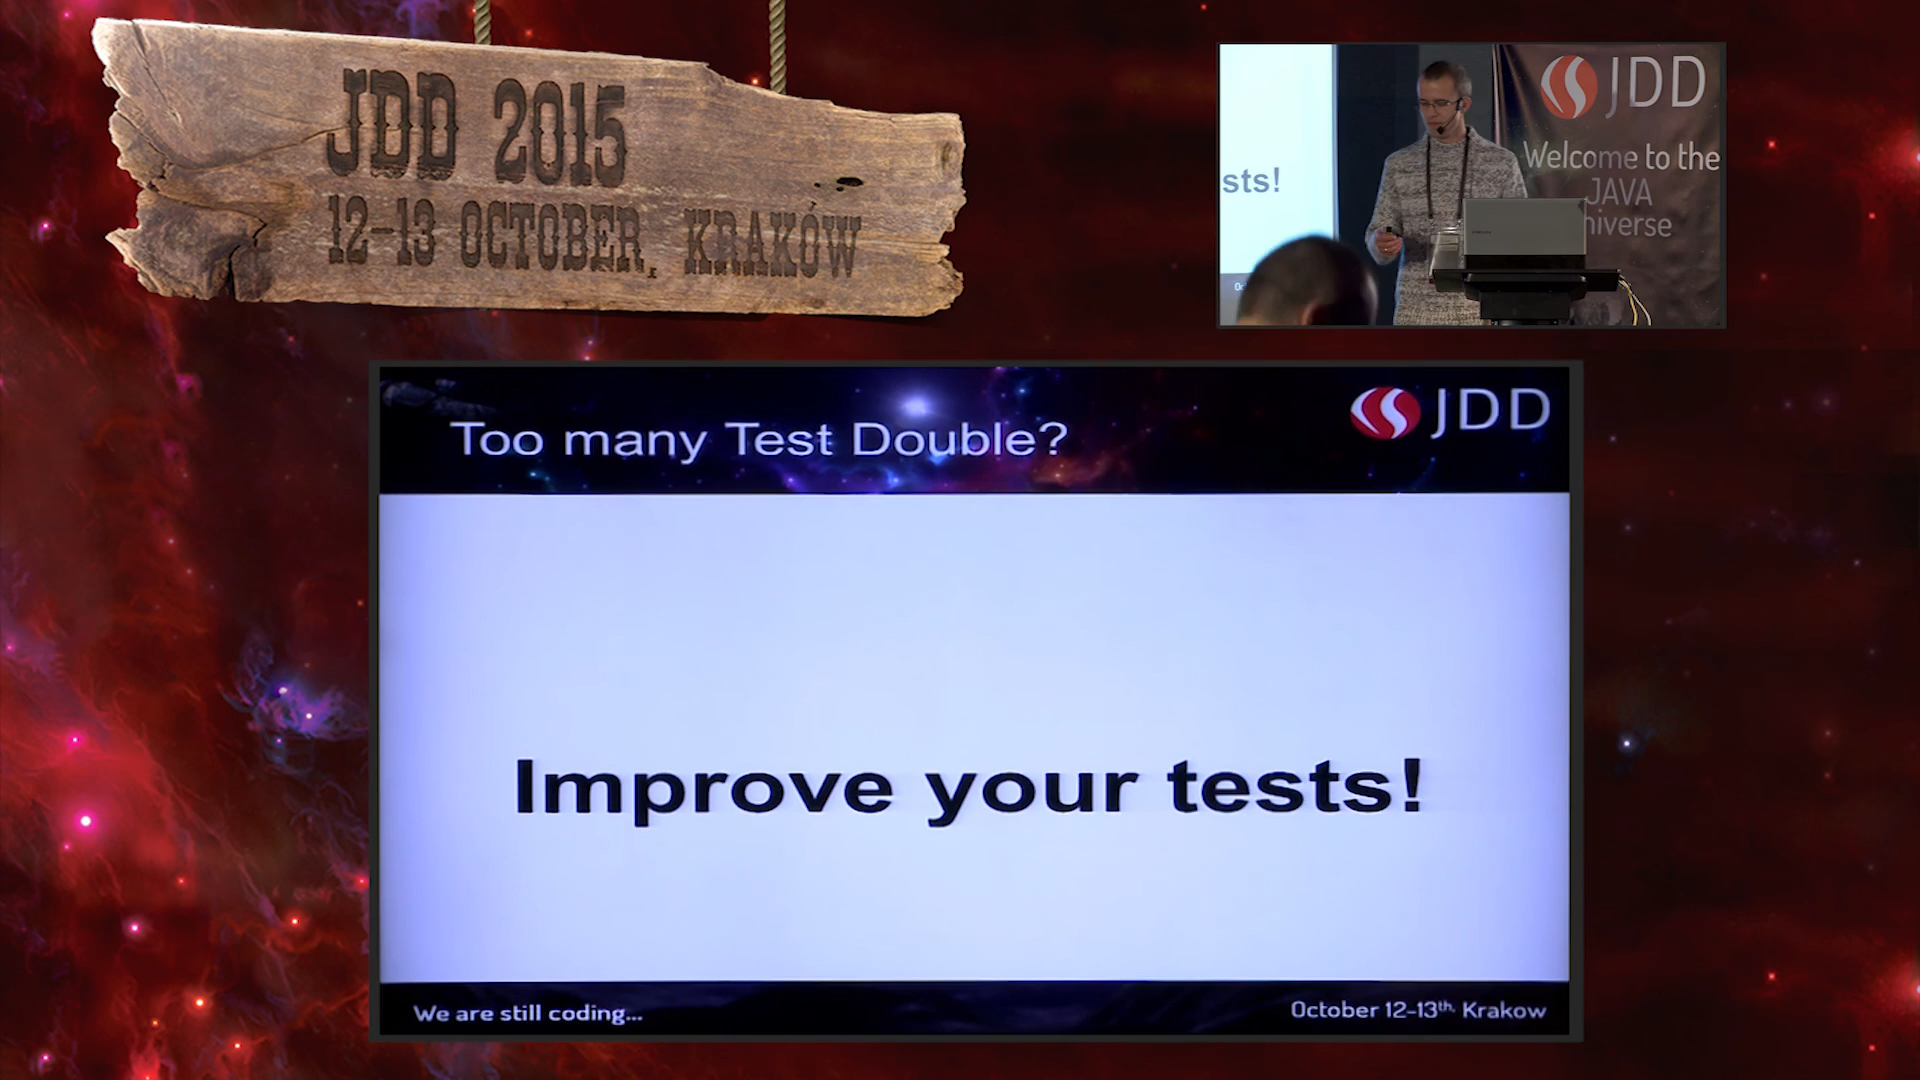 JDD 2015
12-13 OCTOBER, KRAKÓW
sts!
JDD
Welcome to the
JAVA
niverse
Too many Test Double?
JDD
Improve your tests!
We are still coding...
October 12-13th, Krakow